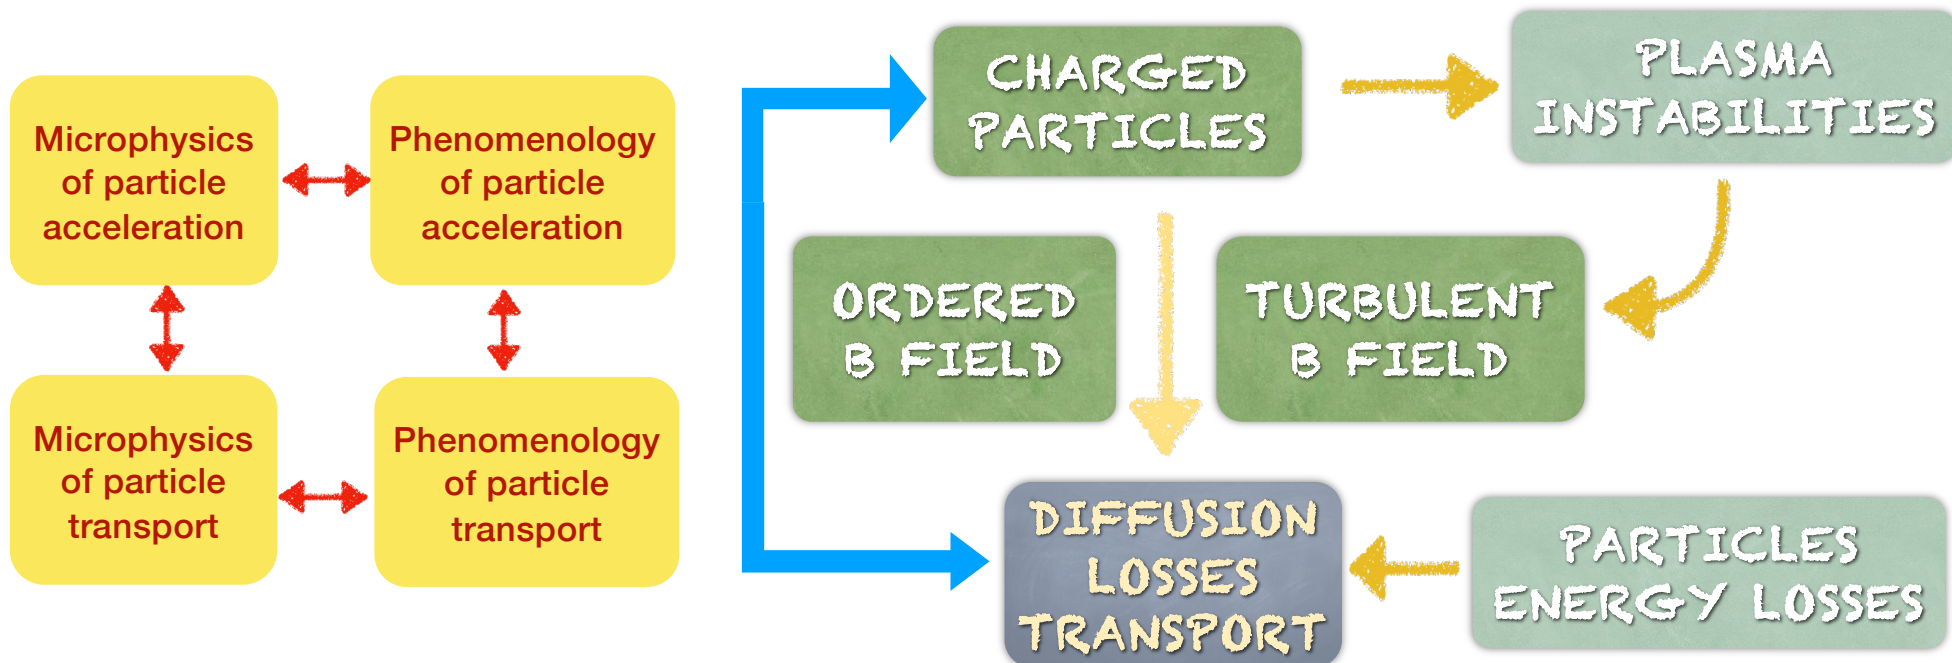 Microphysics
of particle
acceleration
Phenomenology
of particle
acceleration
Microphysics
of particle
transport
Phenomenology
of particle
transport
CHARGED
PARTICLES
PLASMA
INSTABILITIES
ORDERED
B FIELD
TURBULENT
B FIELD
DIFFUSION
LOSSES
TRANSPORT
PARTICLES
ENERGY LOSSES